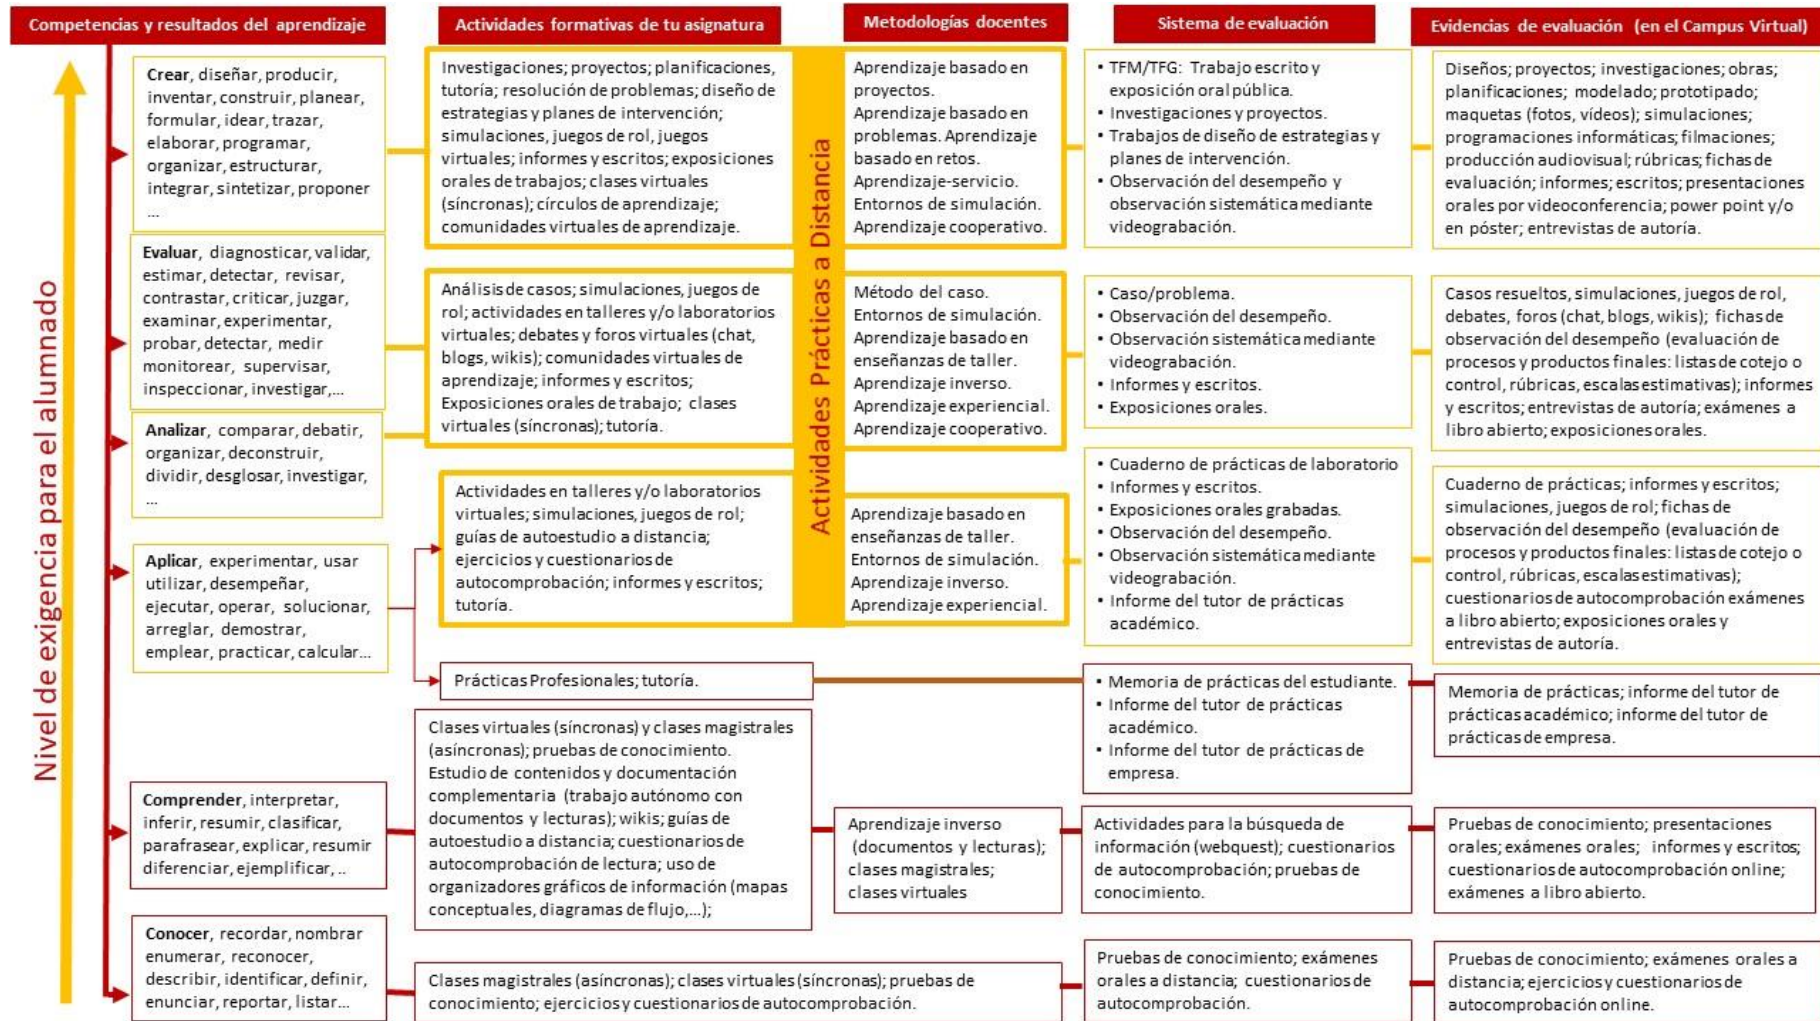 Competencias y resultados del aprendizaje
Actividades formativas de tu asignatura
Metodologías docentes
Sistema de evaluación
Evidencias de evaluación (en el Campus Virtual)
Nivel de exigencia para el alumnado
Crear, diseñar, producir,
inventar, construir, planear,
formular, idear, trazar,
elaborar, programar,
organizar, estructurar,
integrar, sintetizar, proponer
...
Investigaciones; proyectos; planificaciones,
tutoría; resolución de problemas; diseño de
estrategias y planes de intervención;
simulaciones, juegos de rol, juegos
virtuales; informes y escritos; exposiciones
orales de trabajos; clases virtuales
(síncronas); círculos de aprendizaje;
comunidades virtuales de aprendizaje.
Actividades Prácticas a Distancia
Aprendizaje basado en
proyectos.
Aprendizaje basado en
problemas. Aprendizaje
basado en retos.
Aprendizaje-servicio.
Entornos de simulación.
Aprendizaje cooperativo.
• TFM/TFG: Trabajo escrito y
exposición oral pública.
• Investigaciones y proyectos.
• Trabajos de diseño de estrategias y
planes de intervención.
• Observación del desempeño y
observación sistemática mediante
videograbación.
Diseños; proyectos; investigaciones; obras;
planificaciones; modelado; prototipado;
maquetas (fotos, vídeos); simulaciones;
programaciones informáticas; filmaciones;
producción audiovisual; rúbricas; fichas de
evaluación; informes; escritos; presentaciones
orales por videoconferencia; power point y/o
en póster; entrevistas de autoría.
Evaluar, diagnosticar, validar,
estimar, detectar, revisar,
contrastar, criticar, juzgar,
examinar, experimentar,
probar, detectar, medir
monitorear, supervisar,
inspeccionar, investigar,...
Análisis de casos; simulaciones, juegos de
rol; actividades en talleres y/o laboratorios
virtuales; debates y foros virtuales (chat,
blogs, wikis); comunidades virtuales de
aprendizaje; informes y escritos;
Exposiciones orales de trabajo; clases
virtuales (síncronas); tutoría.
Método del caso.
Entornos de simulación.
Aprendizaje basado en
enseñanzas de taller.
Aprendizaje inverso.
Aprendizaje experiencial.
Aprendizaje cooperativo.
• Caso/problema.
• Observación del desempeño.
• Observación sistemática mediante
videograbación.
• Informes y escritos.
• Exposiciones orales.
Casos resueltos, simulaciones, juegos de rol,
debates, foros (chat, blogs, wikis); fichas de
observación del desempeño (evaluación de
procesos y productos finales: listas de cotejo o
control, rúbricas, escalas estimativas); informes
y escritos; entrevistas de autoría; exámenes a
libro abierto; exposiciones orales.
Analizar, comparar, debatir,
organizar, deconstruir,
dividir, desglosar, investigar,
...
Aplicar, experimentar, usar
utilizar, desempeñar,
ejecutar, operar, solucionar,
arreglar, demostrar,
emplear, practicar, calcular...
Actividades en talleres y/o laboratorios
virtuales; simulaciones, juegos de rol;
guías de autoestudio a distancia;
ejercicios y cuestionarios de
autocomprobación; informes y escritos;
tutoría.
Aprendizaje basado en
enseñanzas de taller.
Entornos de simulación.
Aprendizaje inverso.
Aprendizaje experiencial.
• Cuaderno de prácticas de laboratorio
• Informes y escritos.
• Exposiciones orales grabadas.
• Observación del desempeño.
• Observación sistemática mediante
videograbación.
• Informe del tutor de prácticas
académico.
Cuaderno de prácticas; informes y escritos;
simulaciones, juegos de rol; fichas de
observación del desempeño (evaluación de
procesos y productos finales: listas de cotejo o
control, rúbricas, escalas estimativas);
cuestionarios de autocomprobación exámenes
a libro abierto; exposiciones orales y
entrevistas de autoría.
Prácticas Profesionales; tutoría.
• Memoria de prácticas del estudiante.
• Informe del tutor de prácticas
académico.
• Informe del tutor de prácticas de
empresa.
Memoria de prácticas; informe del tutor de
prácticas académico; informe del tutor de
prácticas de empresa.
Comprender, interpretar,
inferir, resumir, clasificar,
parafrasear, explicar, resumir
diferenciar, ejemplificar, ..
Clases virtuales (síncronas) y clases magistrales
(asíncronas); pruebas de conocimiento.
Estudio de contenidos y documentación
complementaria (trabajo autónomo con
documentos y lecturas); wikis; guías de
autoestudio a distancia; cuestionarios de
autocomprobación de lectura; uso de
organizadores gráficos de información (mapas
conceptuales, diagramas de flujo,...);
Aprendizaje inverso
(documentos y lecturas);
clases magistrales;
clases virtuales
Actividades para la búsqueda de
información (webquest); cuestionarios
de autocomprobación; pruebas de
conocimiento.
Pruebas de conocimiento; presentaciones
orales; exámenes orales; informes y escritos;
cuestionarios de autocomprobación online;
exámenes a libro abierto.
Conocer, recordar, nombrar
enumerar, reconocer,
describir, identificar, definir,
enunciar, reportar, listar...
Clases magistrales (asíncronas); clases virtuales (síncronas); pruebas de
conocimiento; ejercicios y cuestionarios de autocomprobación.
Pruebas de conocimiento; exámenes
orales a distancia; cuestionarios de
autocomprobación.
Pruebas de conocimiento; exámenes orales a
distancia; ejercicios y cuestionarios de
autocomprobación online.